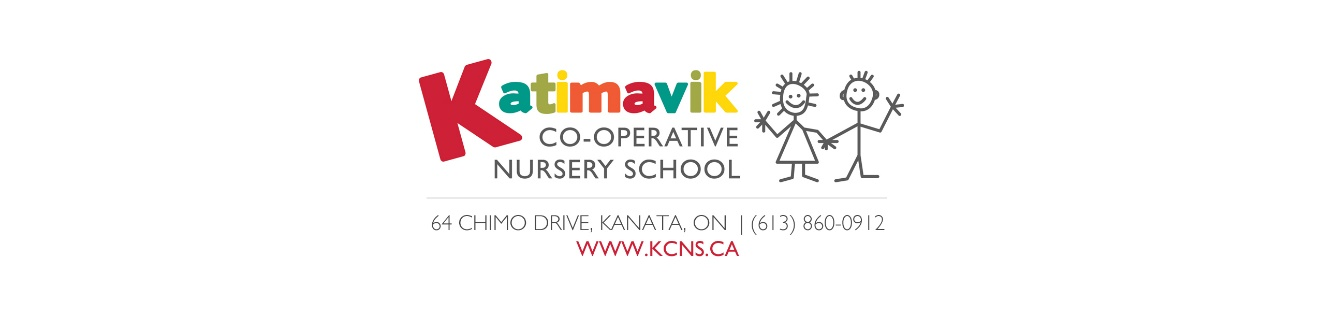 Katimavik
CO-OPERATIVE
NURSERY SCHOOL
64 CHIMO DRIVE, KANATA, ON | (613) 860-0912
WWW.KCNS.CA